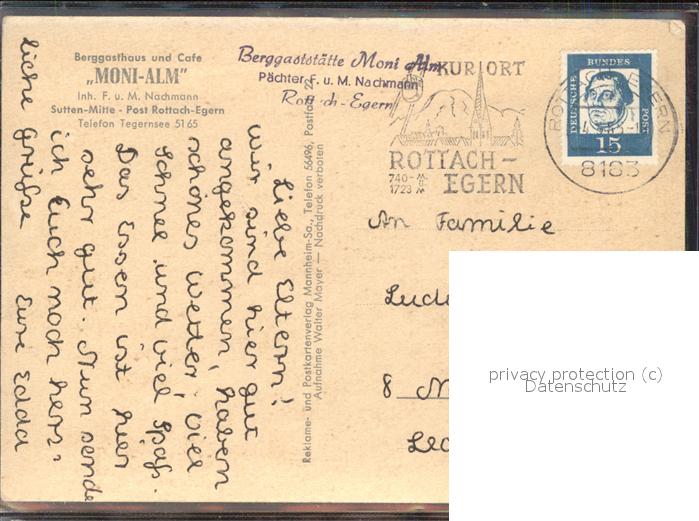 Berggasthaus und Cafe
„MONI-ALM"
Inh. F. u. M. Nachmann
Sutten-Mitte - Post Rottach-Egern
Telefon Tegernsee 5165
Berggaststätte Moni Alm
Pächter F. u. M. Nachmann
Rottach-Egern
KURORT
ROTTACH-
EGERN
740-
1723
DEUTSCHE
BUNDES
POST
15
8183
Liebe Eltern!
wir sind hier gut
angekommen, haben
schönes Wetter, viel
Schnee und viel Spaß.
Das Essen ist hier
sehr gut. Nun sende
ich Euch noch herz=
liche Grüße Eure Edda
Reklame- und Postkartenverlag Mannheim-Sa., Telefon 66496, Postfach 22
Aufnahme Walter Mayer — Nachdruck verboten
An Familie
8
privacy protection (c)
Datenschutz